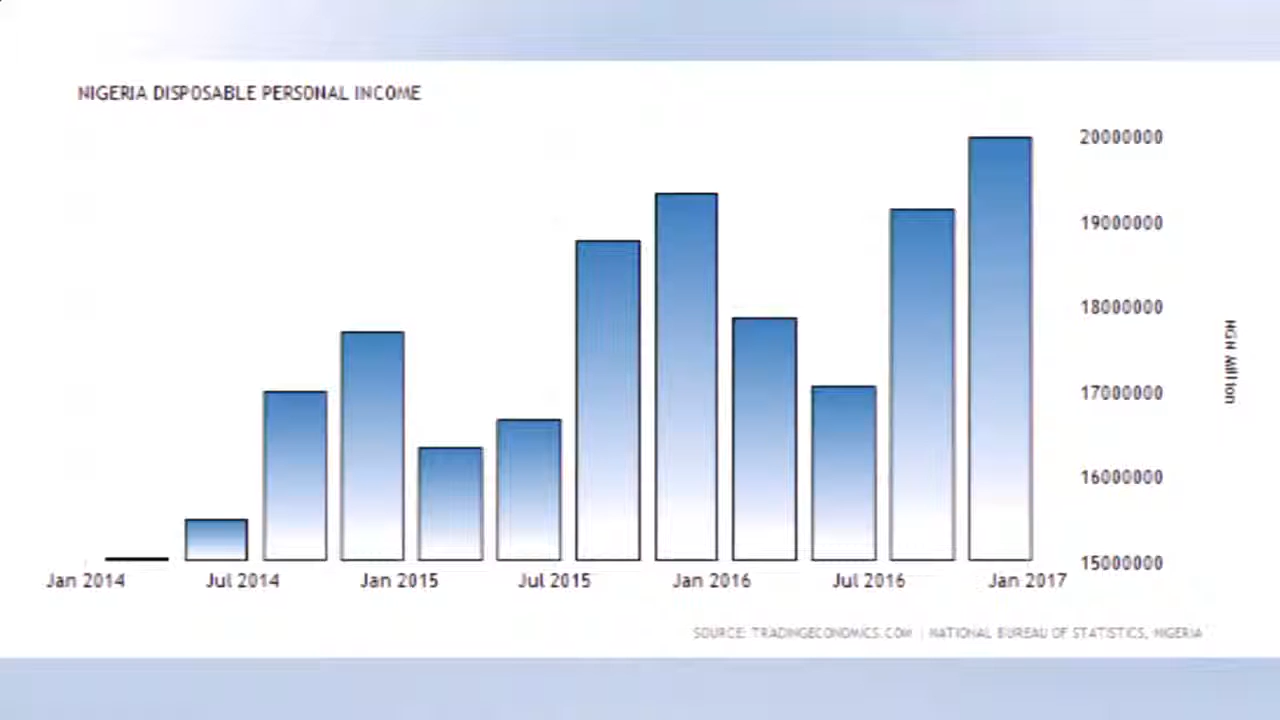 NIGERIA DISPOSABLE PERSONAL INCOME
20000000
19000000
18000000
17000000
16000000
15000000
NGN Million
Jan 2014 Jul 2014 Jan 2015 Jul 2015 Jan 2016 Jul 2016 Jan 2017
SOURCE: TRADINGECONOMICS.COM | NATIONAL BUREAU OF STATISTICS, NIGERIA